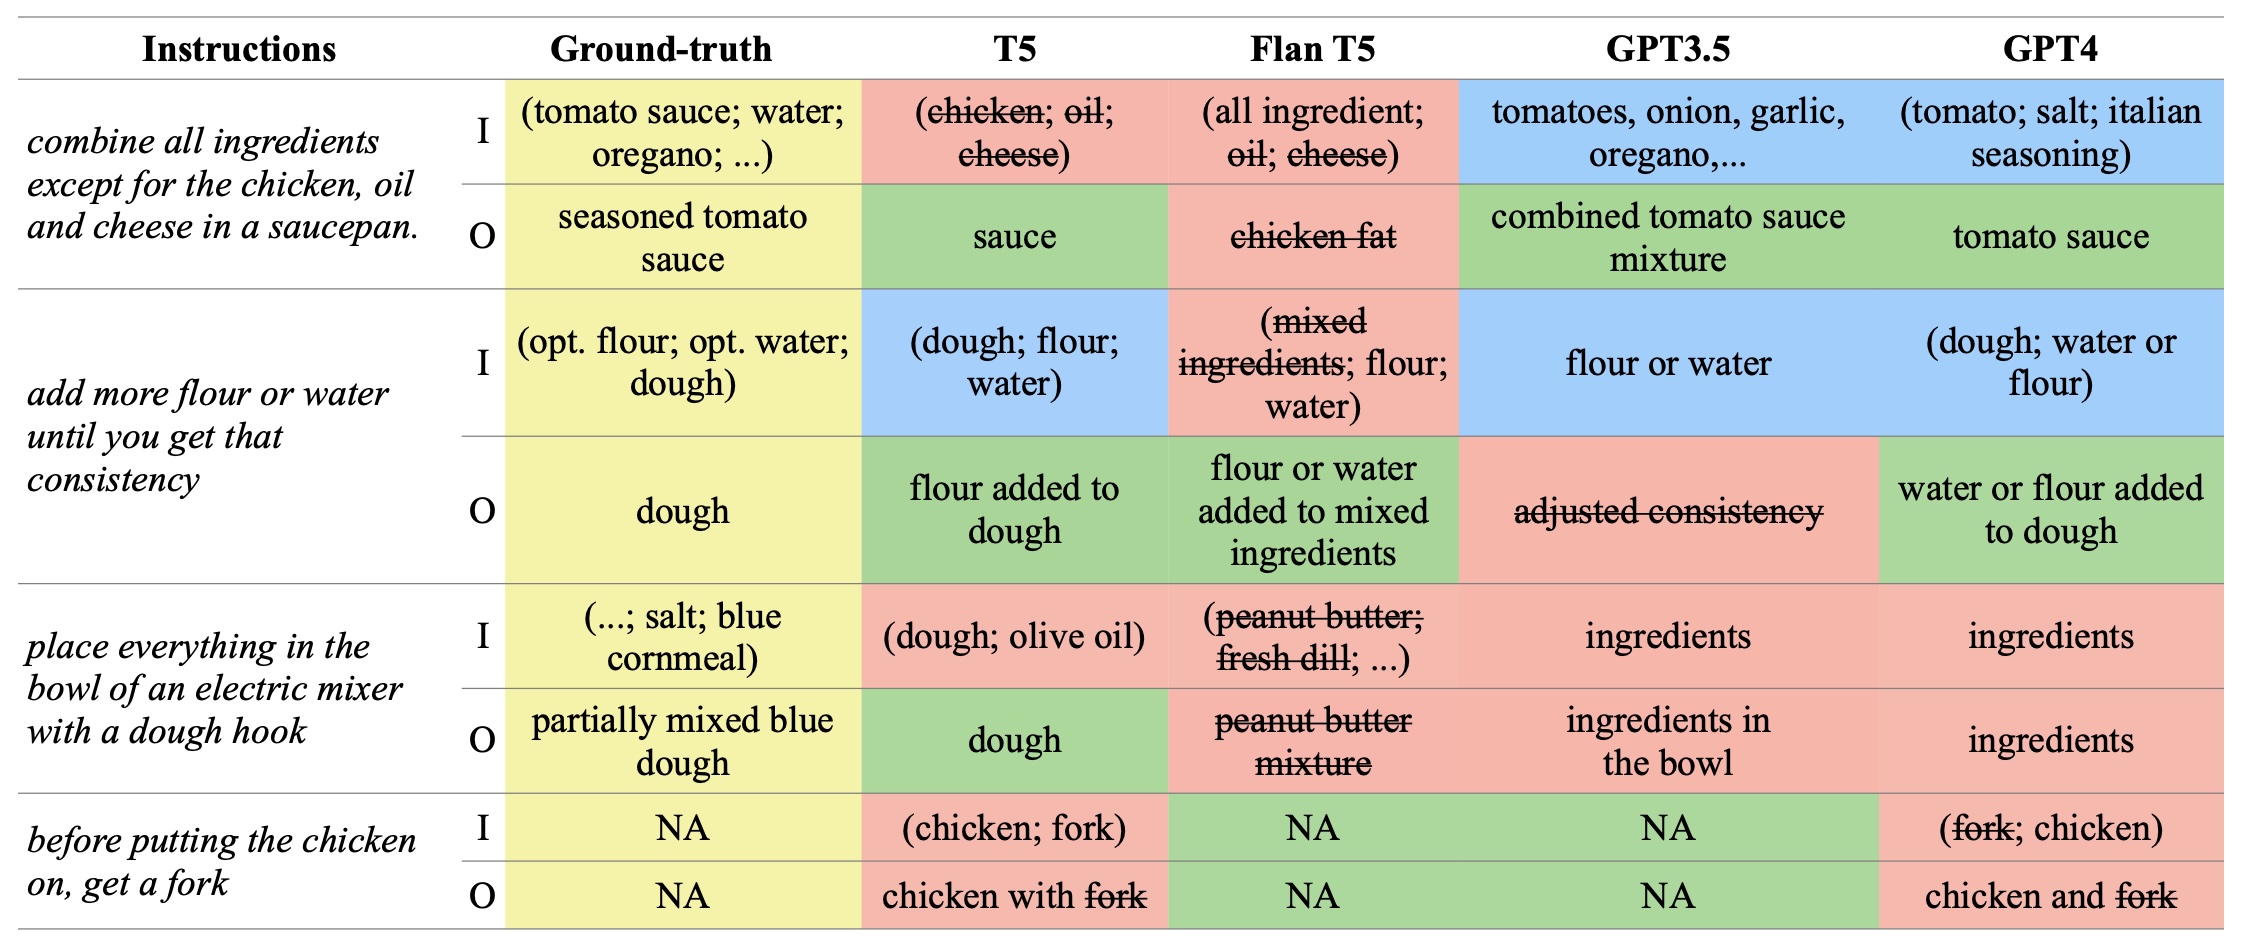 Instructions Ground-truth T5 Flan T5 GPT3.5 GPT4
combine all ingredients
except for the chicken, oil
and cheese in a saucepan.
I
(tomato sauce; water;
oregano; ...)
(chicken; oil;
cheese)
(all ingredient;
oil; cheese)
tomatoes, onion, garlic,
oregano,...
(tomato; salt; italian
seasoning)
O
seasoned tomato
sauce
sauce
chicken fat
combined tomato sauce
mixture
tomato sauce
add more flour or water
until you get that
consistency
I
(opt. flour; opt. water;
dough)
(dough; flour;
water)
(mixed
ingredients; flour;
water)
flour or water
(dough; water or
flour)
O
dough
flour added to
dough
flour or water
added to mixed
ingredients
adjusted consistency
water or flour added
to dough
place everything in the
bowl of an electric mixer
with a dough hook
I
(...; salt; blue
cornmeal)
(dough; olive oil)
(peanut butter;
fresh dill; ...)
ingredients
ingredients
O
partially mixed blue
dough
dough
peanut butter
mixture
ingredients in
the bowl
ingredients
before putting the chicken
on, get a fork
I
NA
(chicken; fork)
NA
NA
(fork; chicken)
O
NA
chicken with fork
NA
NA
chicken and fork